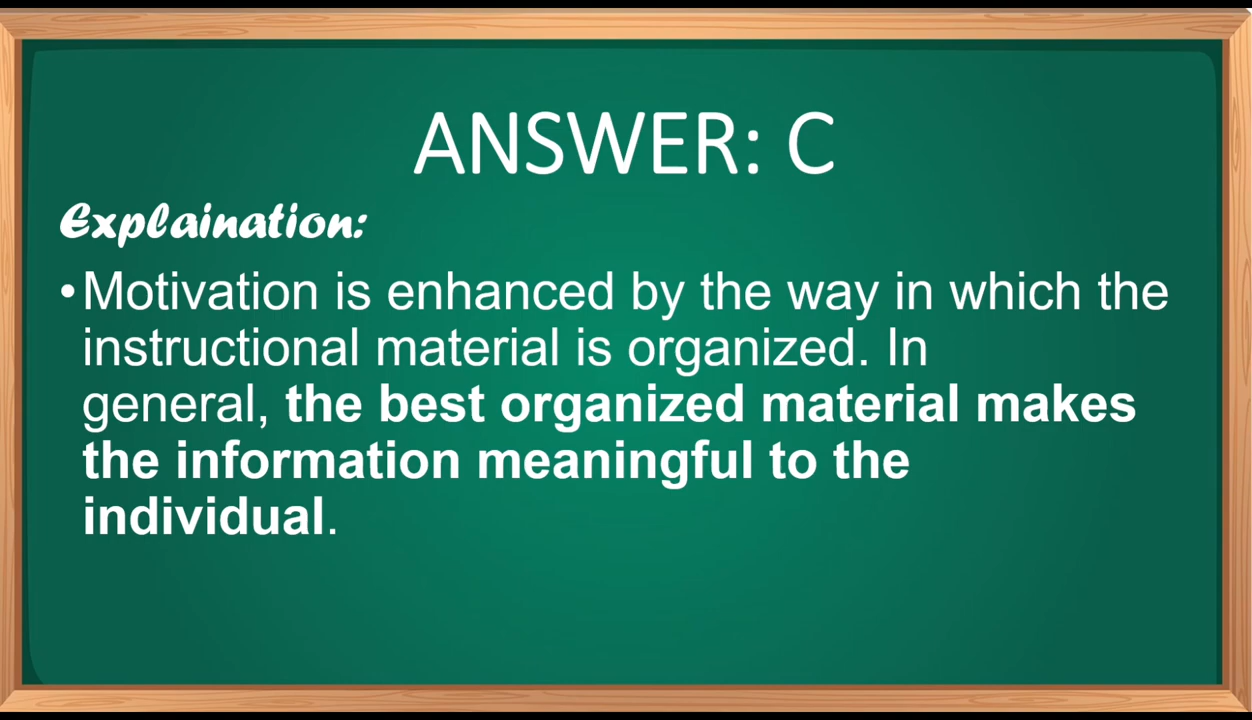 ANSWER: C
Explaination:
•Motivation is enhanced by the way in which the
instructional material is organized. In
general, the best organized material makes
the information meaningful to the
individual.